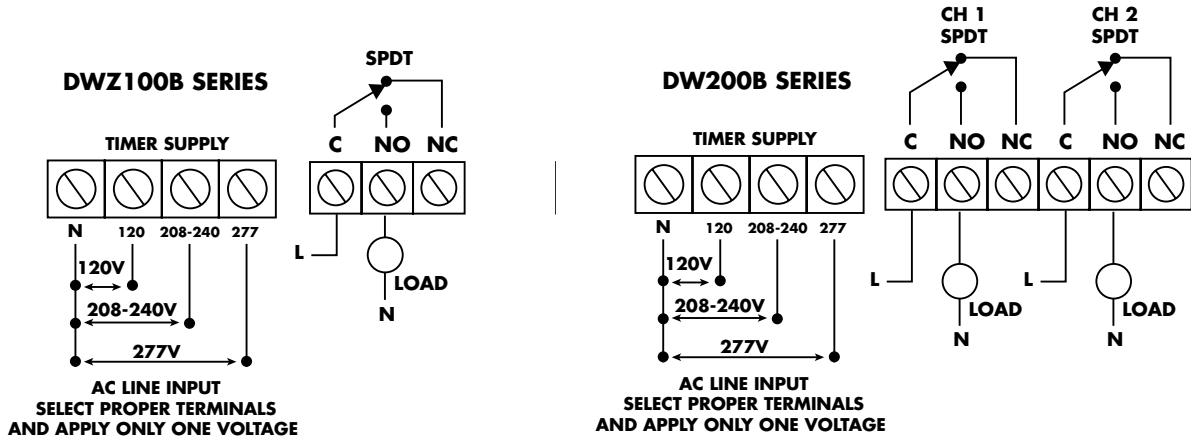 DWZ100B SERIES
SPDT
TIMER SUPPLY
C NO NC
N 120 208-240 277
L
120V
LOAD
208-240V
N
277V
AC LINE INPUT
SELECT PROPER TERMINALS
AND APPLY ONLY ONE VOLTAGE
DW200B SERIES
CH 1
SPDT
CH 2
SPDT
TIMER SUPPLY
C NO NC C NO NC
N 120 208-240 277
120V
L
LOAD
L
LOAD
208-240V
N
N
277V
AC LINE INPUT
SELECT PROPER TERMINALS
AND APPLY ONLY ONE VOLTAGE